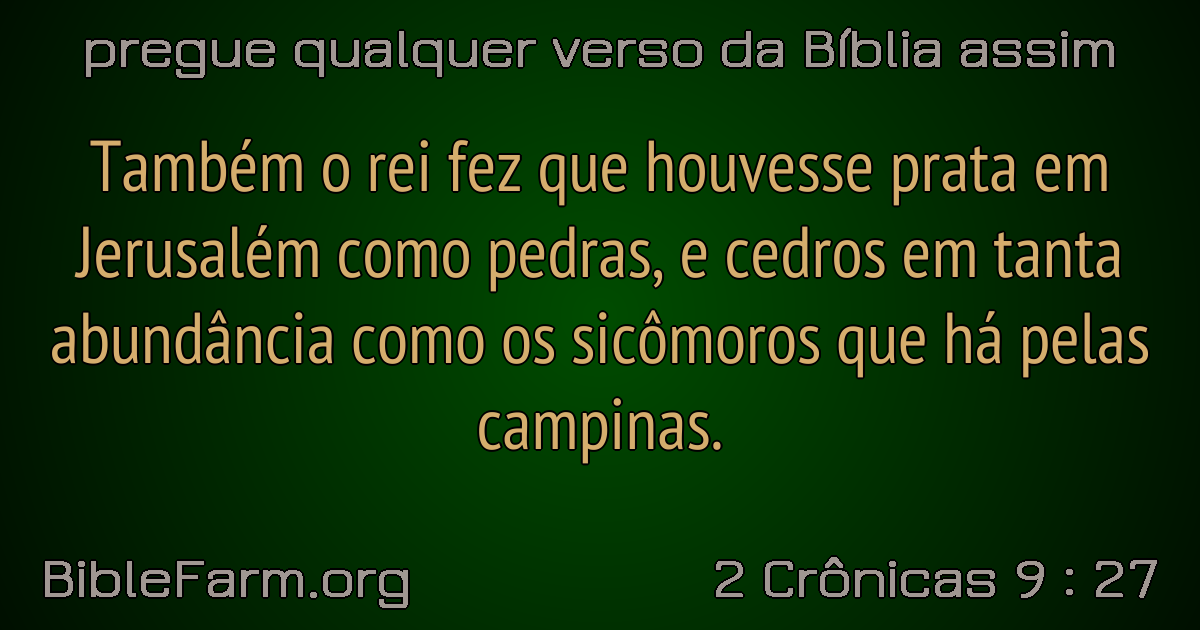 pregue qualquer verso da Bíblia assim
Também o rei fez que houvesse prata em
Jerusalém como pedras, e cedros em tanta
abundância como os sicômoros que há pelas
campinas.
BibleFarm.org
2 Crônicas 9 : 27